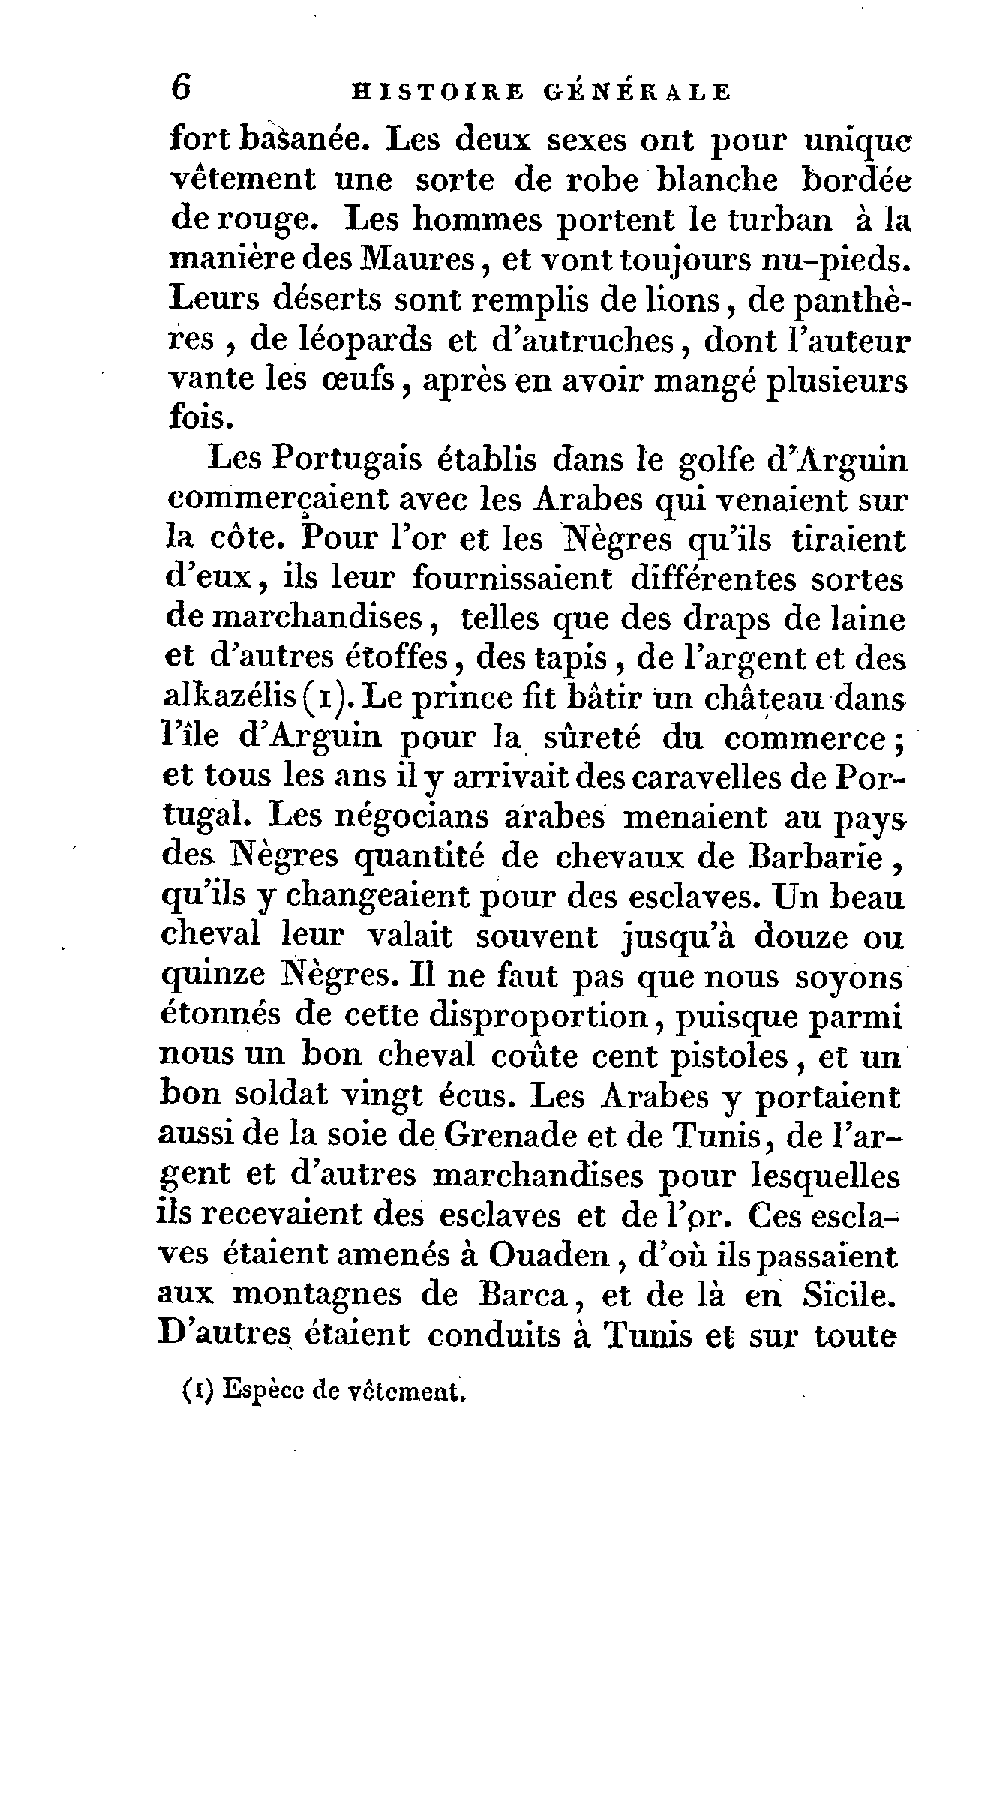 6 HISTOIRE GÉNÉRALE
fort basanée. Les deux sexes ont pour unique
vêtement une sorte de robe blanche bordée
de rouge. Les hommes portent le turban à la
manière des Maures, et vont toujours nu-pieds.
Leurs déserts sont remplis de lions, de panthè-
res, de léopards et d'autruches, dont l'auteur
vante les œufs, après en avoir mangé plusieurs
fois.
Les Portugais établis dans le golfe d'Arguin
commerçaient avec les Arabes qui venaient sur
la côte. Pour l'or et les Nègres qu'ils tiraient
d'eux, ils leur fournissaient différentes sortes
de marchandises, telles que des draps de laine
et d'autres étoffes, des tapis, de l'argent et des
alkazélis (1). Le prince fit bâtir un château dans
l'île d'Arguin pour la sûreté du commerce;
et tous les ans il y arrivait des caravelles de Por-
tugal. Les négocians arabes menaient au pays
des Nègres quantité de chevaux de Barbarie,
qu'ils y changeaient pour des esclaves. Un beau
cheval leur valait souvent jusqu'à douze ou
quinze Nègres. Il ne faut pas que nous soyons
étonnés de cette disproportion, puisque parmi
nous un bon cheval coûte cent pistoles, et un
bon soldat vingt écus. Les Arabes y portaient
aussi de la soie de Grenade et de Tunis, de l'ar-
gent et d'autres marchandises pour lesquelles
ils recevaient des esclaves et de l'or. Ces escla-
ves étaient amenés à Ouaden, d'où ils passaient
aux montagnes de Barca, et de là en Sicile.
D'autres étaient conduits à Tunis et sur toute
(1) Espèce de vêtement.